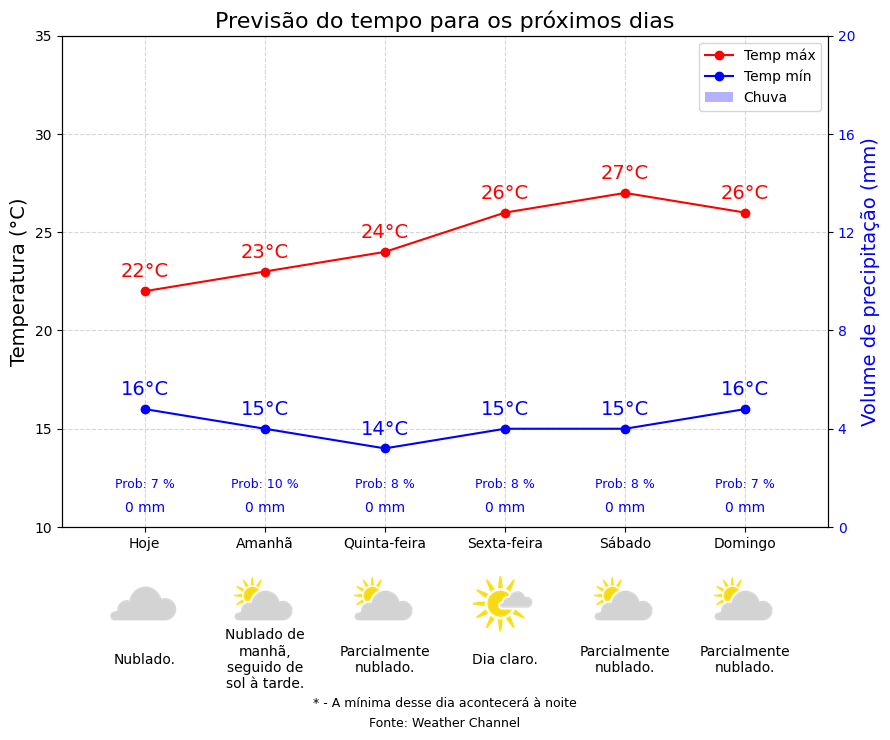 Previsão do tempo para os próximos dias
35
30
25
20
15
10
Temperatura (°C)
20
16
12
8
4
0
Volume de precipitação (mm)
Temp máx
Temp mín
Chuva
22°C
23°C
24°C
26°C
27°C
26°C
16°C
15°C
14°C
15°C
15°C
16°C
Prob: 7 %
Prob: 10 %
Prob: 8 %
Prob: 8 %
Prob: 8 %
Prob: 7 %
0 mm
0 mm
0 mm
0 mm
0 mm
0 mm
Hoje
Amanhã
Quinta-feira
Sexta-feira
Sábado
Domingo
Nublado.
Nublado de
manhã,
seguido de
sol à tarde.
Parcialmente
nublado.
Dia claro.
Parcialmente
nublado.
Parcialmente
nublado.
* - A mínima desse dia acontecerá à noite
Fonte: Weather Channel